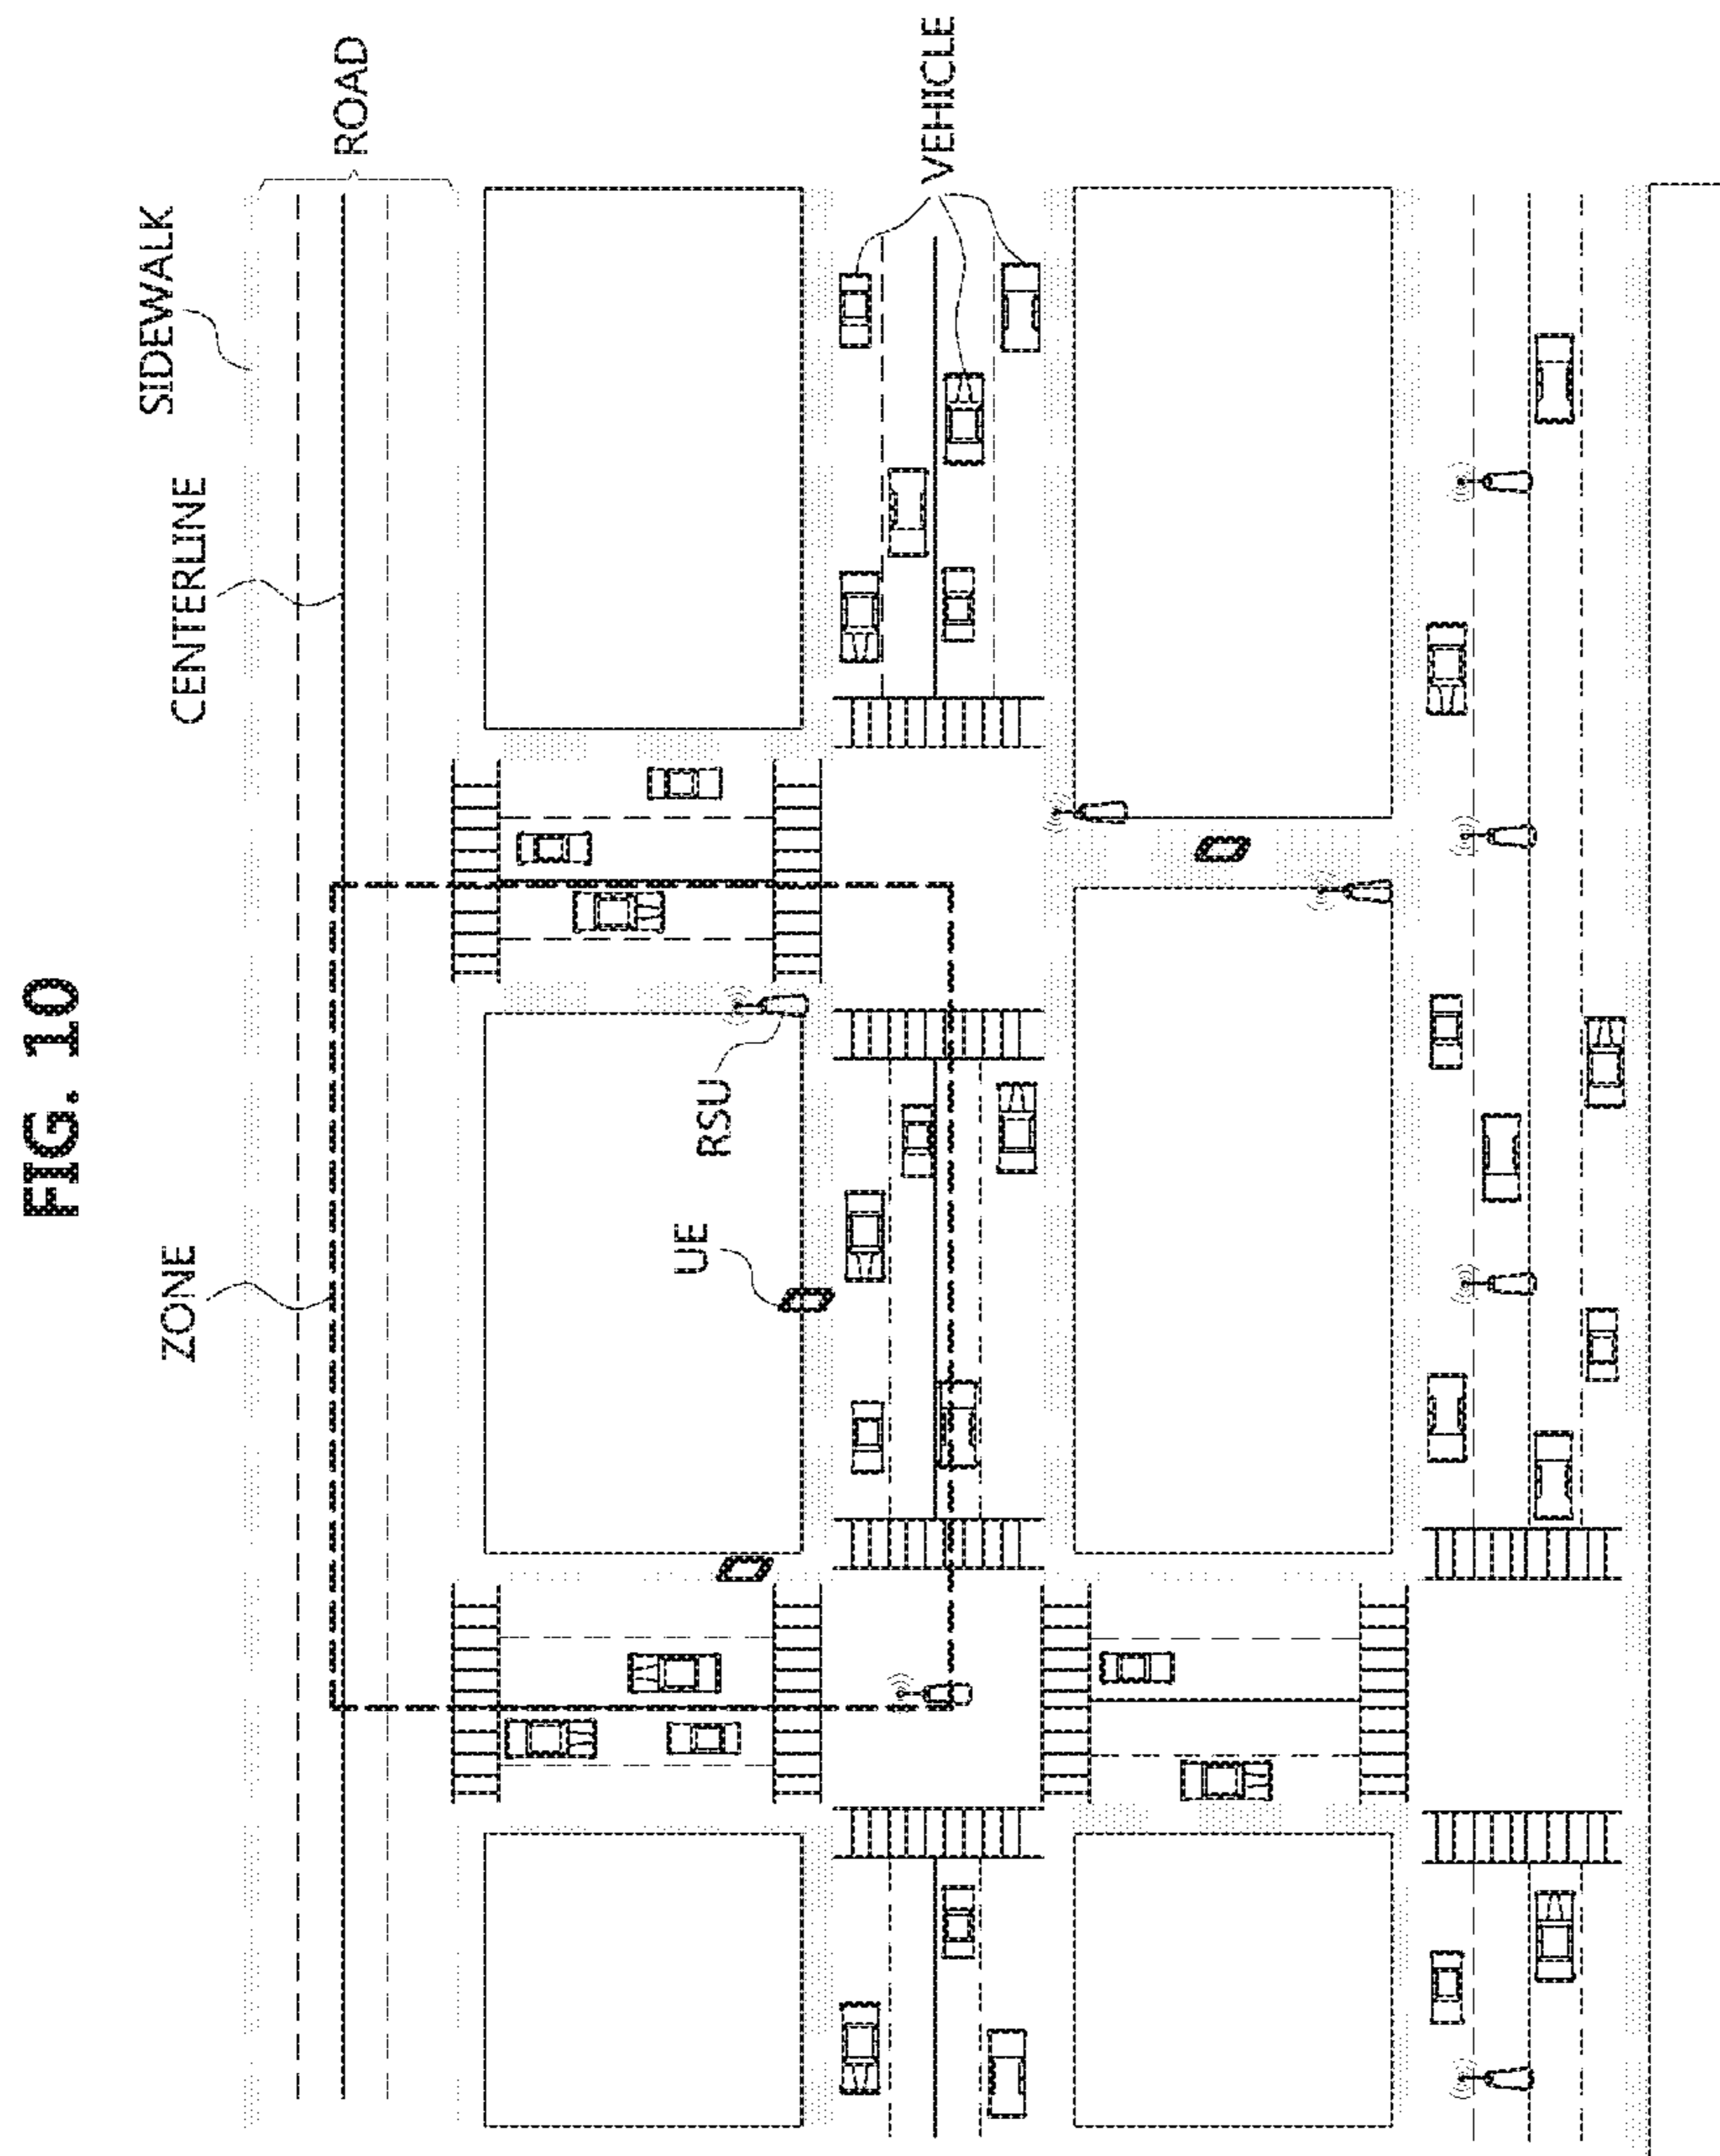 FIG. 10
ZONE
CENTERLINE
SIDEWALK
ROAD
UE
RSU
VEHICLE